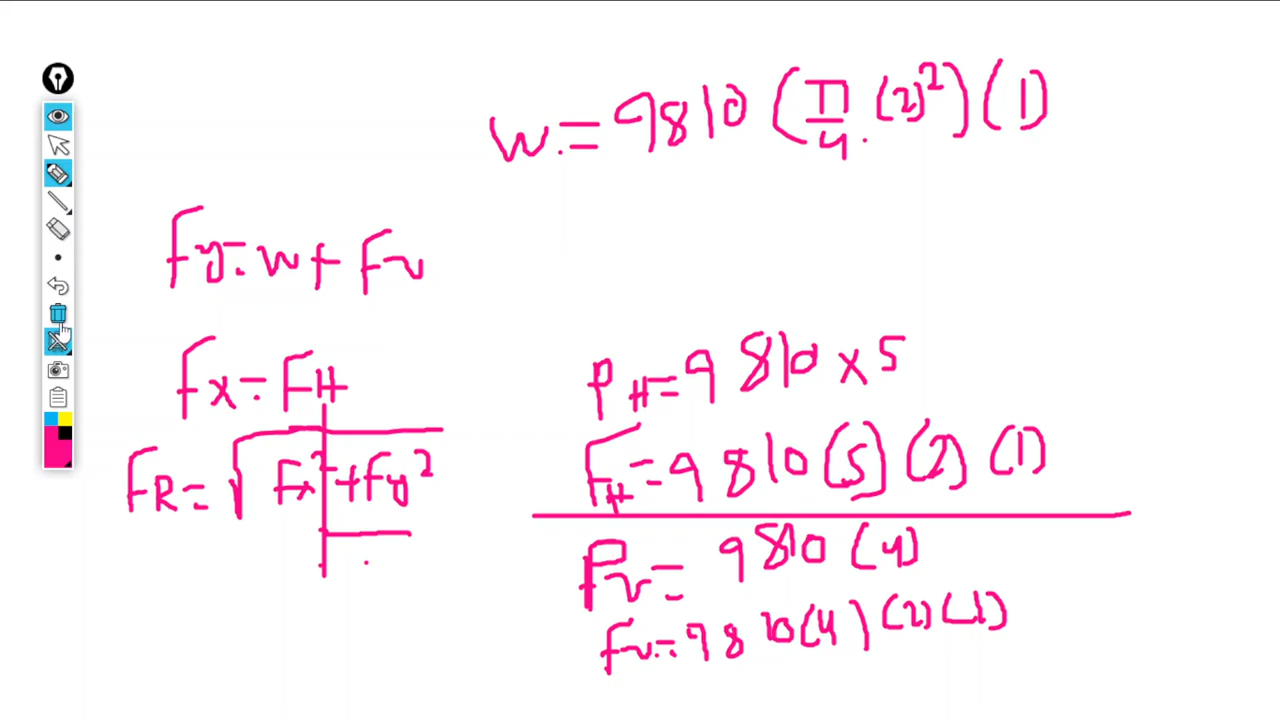 w = 9810 (π/4 . (2)²) (1)
Fy = w + Fv
Fx = FH
FR = √Fx² + Fy²
PH = 9810 x 5
FH = 9810 (5) (2) (1)
Pv = 9810 (4)
Fv = 9810 (4) (2) (1)